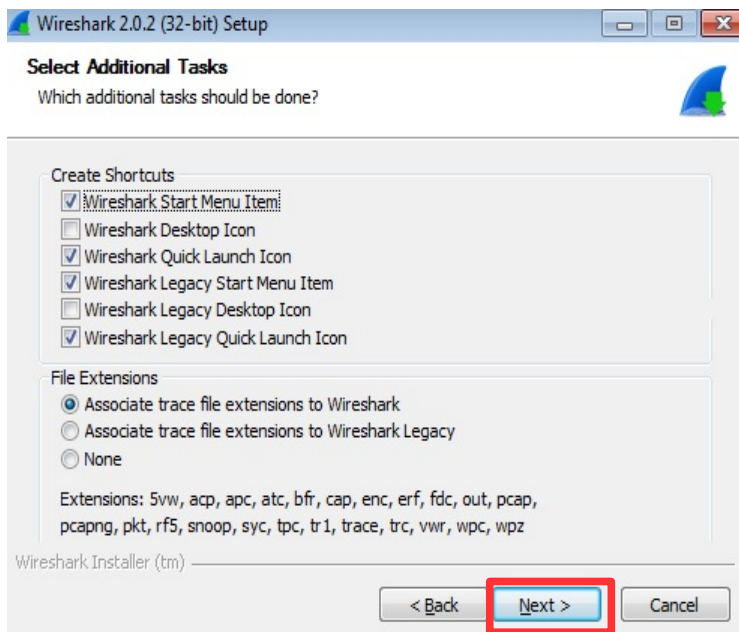 Wireshark 2.0.2 (32-bit) Setup
Select Additional Tasks
Which additional tasks should be done?
Create Shortcuts
Wireshark Start Menu Item
Wireshark Desktop Icon
Wireshark Quick Launch Icon
Wireshark Legacy Start Menu Item
Wireshark Legacy Desktop Icon
Wireshark Legacy Quick Launch Icon
File Extensions
Associate trace file extensions to Wireshark
Associate trace file extensions to Wireshark Legacy
None
Extensions: 5vw, acp, apc, atc, bfr, cap, enc, erf, fdc, out, pcap,
pcapng, pkt, rf5, snoop, syc, tpc, tr1, trace, trc, vwr, wpc, wpz
Wireshark Installer (tm)
< Back Next > Cancel